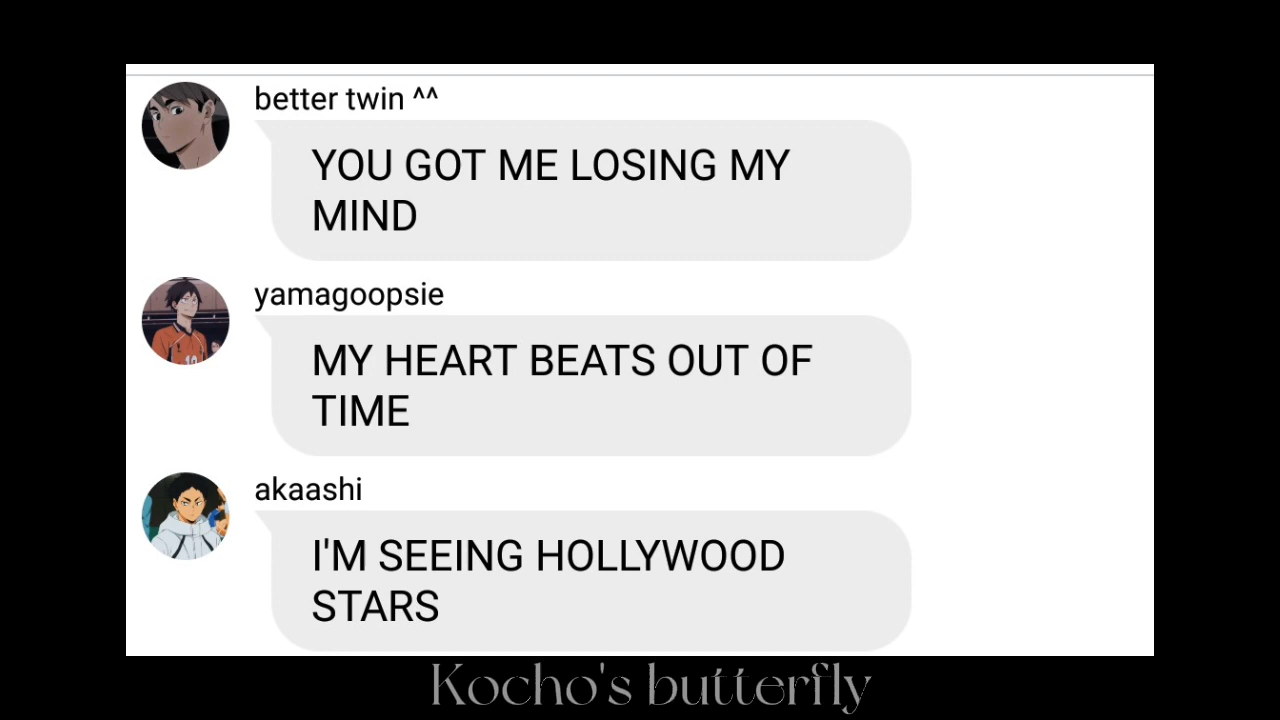 better twin ^^
YOU GOT ME LOSING MY
MIND
yamagoopsie
MY HEART BEATS OUT OF
TIME
akaashi
I'M SEEING HOLLYWOOD
STARS
Kocho's butterfly